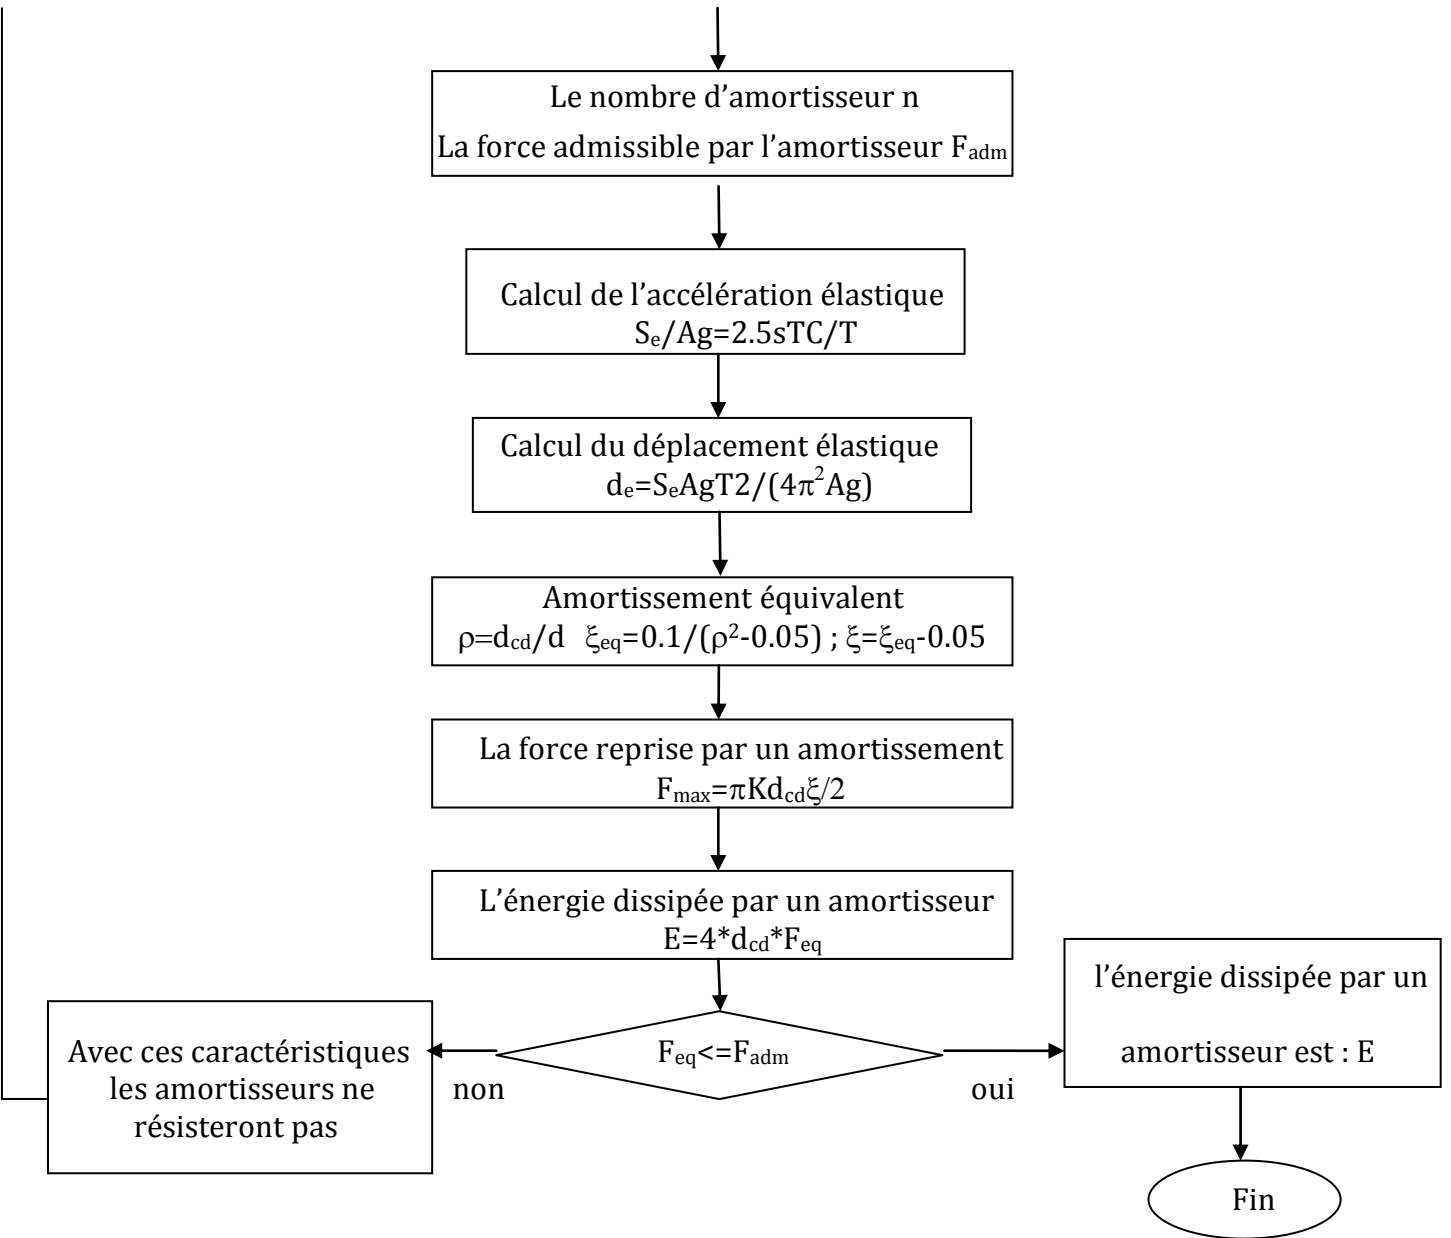 Le nombre d’amortisseur n
La force admissible par l’amortisseur Fadm
Calcul de l’accélération élastique
Se/Ag=2.5sTC/T
Calcul du déplacement élastique
de=SeAgT2/(4π²Ag)
Amortissement équivalent
ρ=dcd/d ξeq=0.1/(ρ²-0.05) ; ξ=ξeq-0.05
La force reprise par un amortissement
Fmax=πKdcdξ/2
L’énergie dissipée par un amortisseur
E=4*dcd*Feq
l’énergie dissipée par un
amortisseur est : E
Feq<=Fadm
Avec ces caractéristiques
les amortisseurs ne
résisteront pas
non
oui
Fin